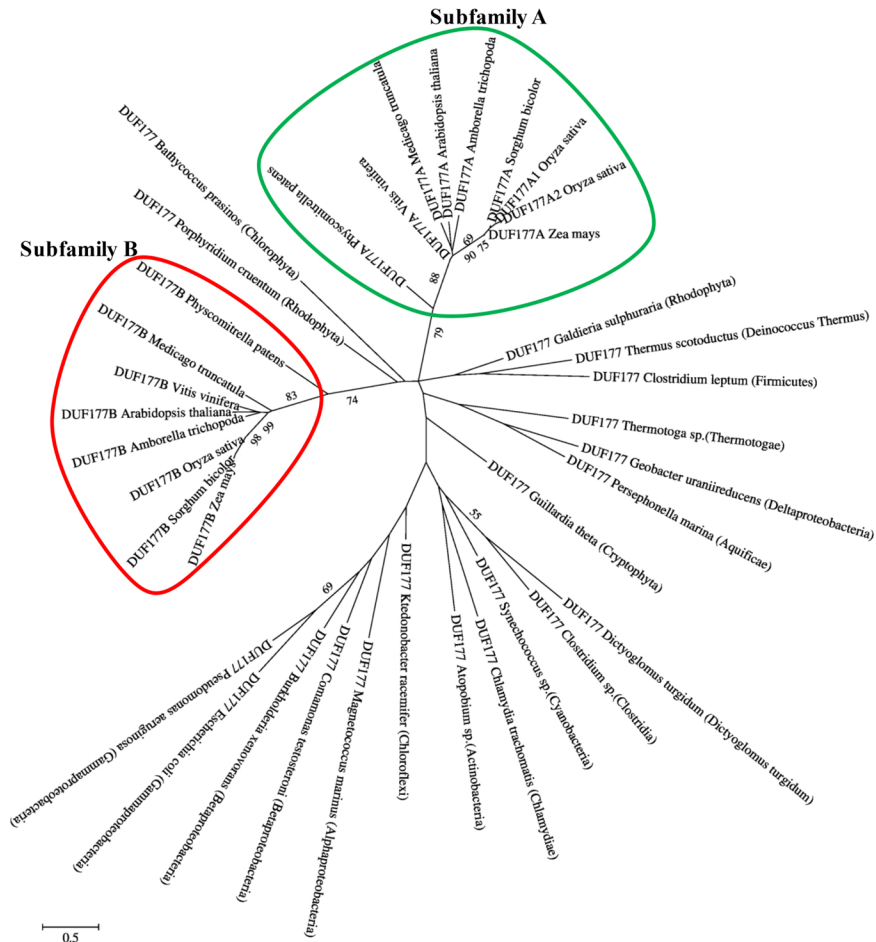 Subfamily A
DUF177A Physcomitrella patens
DUF177A Vitis vinifera
DUF177A Medicago truncatula
DUF177A Arabidopsis thaliana
DUF177A Amborella trichopoda
DUF177A Sorghum bicolor
DUF177A1 Oryza sativa
DUF177A2 Oryza sativa
DUF177A Zea mays
69
90
75
88
79
DUF177 Bathycoccus prasinos (Chlorophyta)
DUF177 Porphyridium cruentum (Rhodophyta)
Subfamily B
DUF177B Physcomitrella patens
DUF177B Medicago truncatula
DUF177B Vitis vinifera
DUF177B Arabidopsis thaliana
DUF177B Amborella trichopoda
DUF177B Oryza sativa
DUF177B Sorghum bicolor
DUF177B Zea mays
83
74
98
99
DUF177 Galdieria sulphuraria (Rhodophyta)
DUF177 Thermus scotoductus (Deinococcus Thermus)
DUF177 Clostridium leptum (Firmicutes)
DUF177 Thermotoga sp.(Thermotogae)
DUF177 Geobacter uraniireducens (Deltaproteobacteria)
DUF177 Persephonella marina (Aquificae)
DUF177 Guillardia theta (Cryptophyta)
55
DUF177 Dictyoglomus turgidum (Dictyoglomus turgidum)
DUF177 Clostridium sp.(Clostridia)
DUF177 Synechococcus sp.(Cyanobacteria)
DUF177 Chlamydia trachomatis (Chlamydiae)
DUF177 Atopobium sp.(Actinobacteria)
DUF177 Ktedonobacter racemifer (Chloroflexi)
DUF177 Magnetococcus marinus (Alphaproteobacteria)
DUF177 Comamonas testosteroni (Betaproteobacteria)
DUF177 Burkholderia xenovorans (Betaproteobacteria)
DUF177 Escherichia coli (Gammaproteobacteria)
DUF177 Pseudomonas aeruginosa (Gammaproteobacteria)
69
0.5